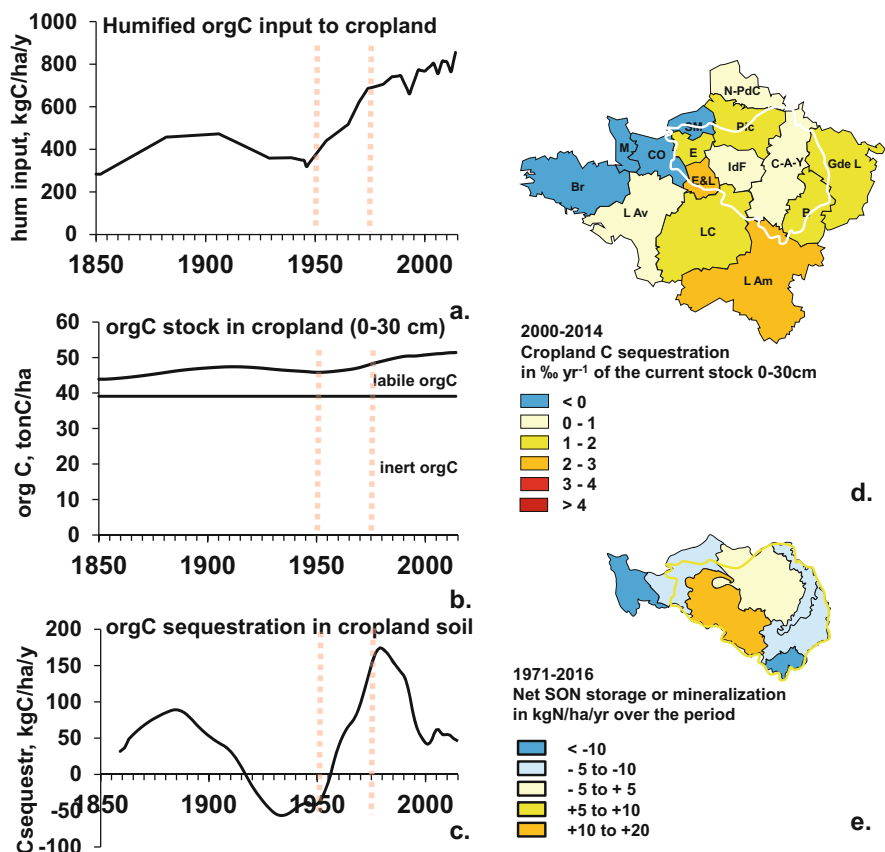 Humified orgC input to cropland
hum input, kgC/ha/y
1000
800
600
400
200
0
1850
1900
1950
2000
a.
orgC stock in cropland (0-30 cm)
org C, tonC/ha
60
50
40
30
20
10
0
labile orgC
inert orgC
1850
1900
1950
2000
b.
orgC sequestration in cropland soil
Csequestr, kgC/ha/y
200
150
100
50
0
-50
-100
1850
1900
1950
2000
c.
N-PdC
SM
Pic
M
CO
E
IdF
C-A-Y
Gde L
Br
E&L
L Av
LC
B
L Am
2000-2014
Cropland C sequestration
in ‰ yr-1 of the current stock 0-30cm
< 0
0 - 1
1 - 2
2 - 3
3 - 4
> 4
d.
1971-2016
Net SON storage or mineralization
in kgN/ha/yr over the period
< -10
- 5 to -10
- 5 to + 5
+5 to +10
+10 to +20
e.